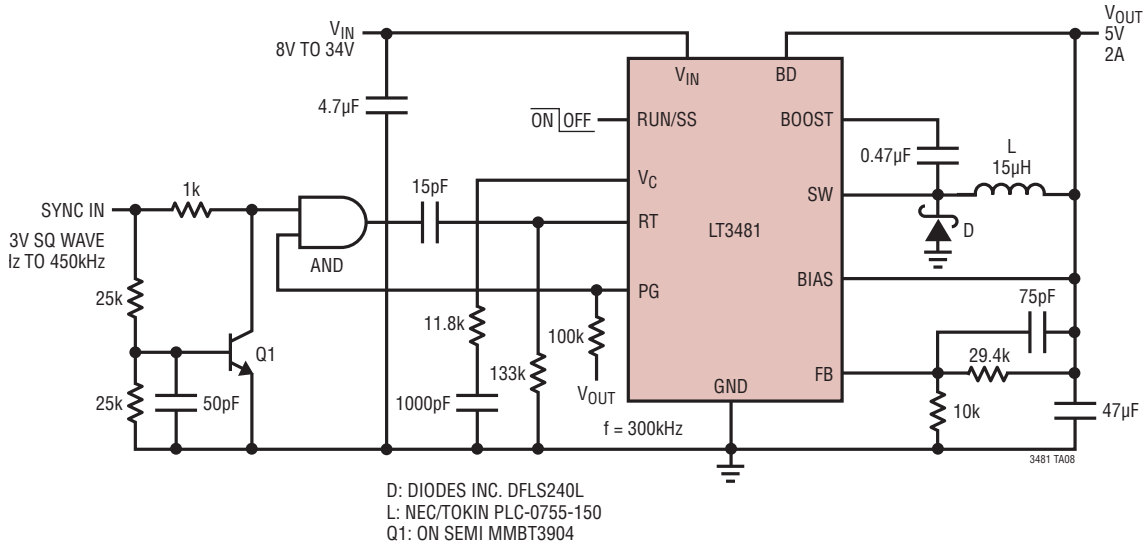 VIN
8V TO 34V
4.7µF
ON OFF
VIN
BD
RUN/SS
BOOST
VC
SW
RT
LT3481
PG
BIAS
GND
FB
VOUT
5V
2A
0.47µF
L
15µH
D
75pF
29.4k
10k
47µF
1k
SYNC IN
3V SQ WAVE
Iz TO 450kHz
25k
25k
50pF
Q1
AND
15pF
11.8k
1000pF
133k
100k
VOUT
f = 300kHz
3481 TA08
D: DIODES INC. DFLS240L
L: NEC/TOKIN PLC-0755-150
Q1: ON SEMI MMBT3904